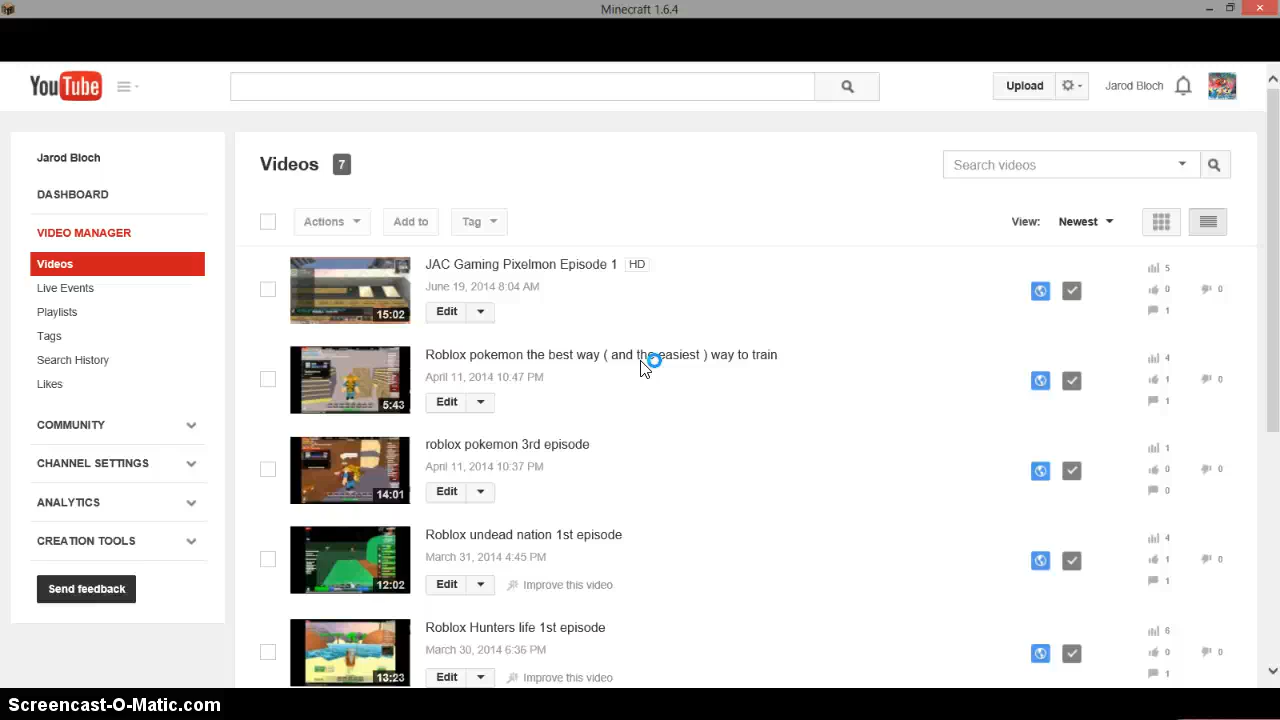 Minecraft 1.6.4
YouTube
Upload
Jarod Bloch
Jarod Bloch
DASHBOARD
VIDEO MANAGER
Videos
Live Events
Playlists
Tags
Search History
Likes
COMMUNITY
CHANNEL SETTINGS
ANALYTICS
CREATION TOOLS
Send feedback
Videos 7
Search videos
Actions Add to Tag
View: Newest
JAC Gaming Pixelmon Episode 1 HD
June 19, 2014 8:04 AM
Edit
15:02
5
0 0
1
Roblox pokemon the best way ( and the easiest ) way to train
April 11, 2014 10:47 PM
Edit
5:43
4
1 0
1
roblox pokemon 3rd episode
April 11, 2014 10:37 PM
Edit
14:01
1
0 0
0
Roblox undead nation 1st episode
March 31, 2014 4:45 PM
Edit Improve this video
12:02
4
1 0
1
Roblox Hunters life 1st episode
March 30, 2014 6:36 PM
Edit Improve this video
13:23
6
0 0
1
Screencast-O-Matic.com